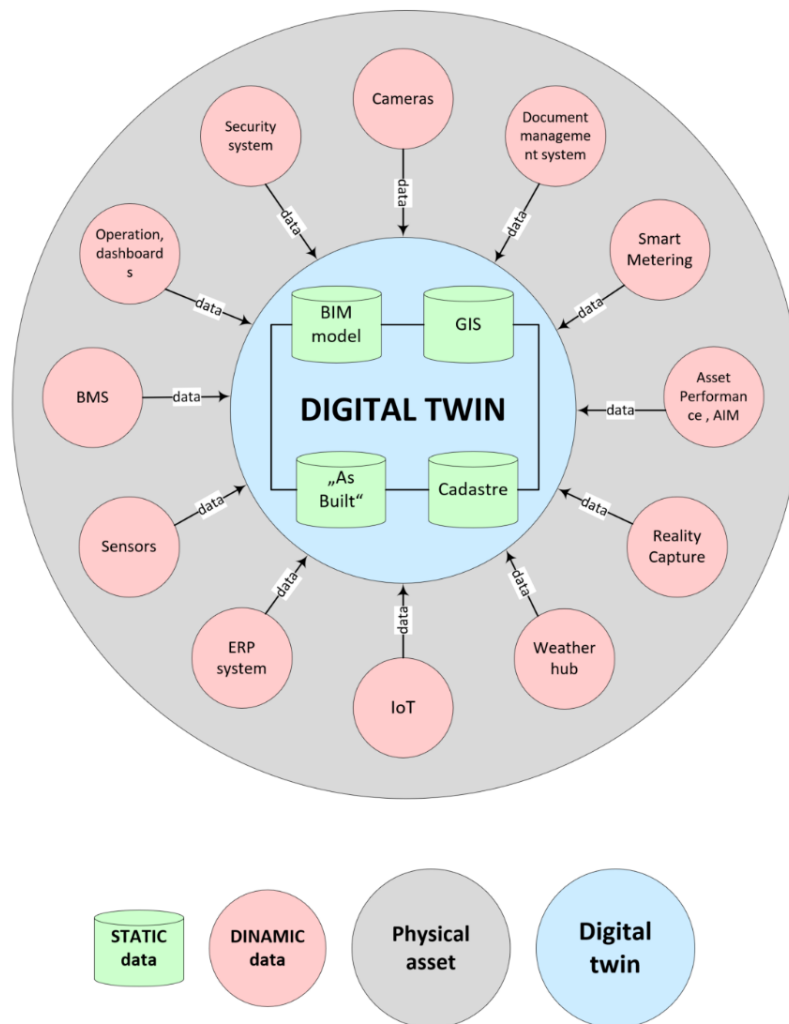 Cameras
data
Document
manageme
nt system
data
Smart
Metering
data
Asset
Performan
ce , AIM
data
Reality
Capture
data
Weather
hub
data
IoT
data
ERP
system
data
Sensors
data
BMS
data
Operation,
dashboard
s
data
Security
system
data
BIM
model
GIS
DIGITAL TWIN
„As
Built“
Cadastre
STATIC
data
DINAMIC
data
Physical
asset
Digital
twin